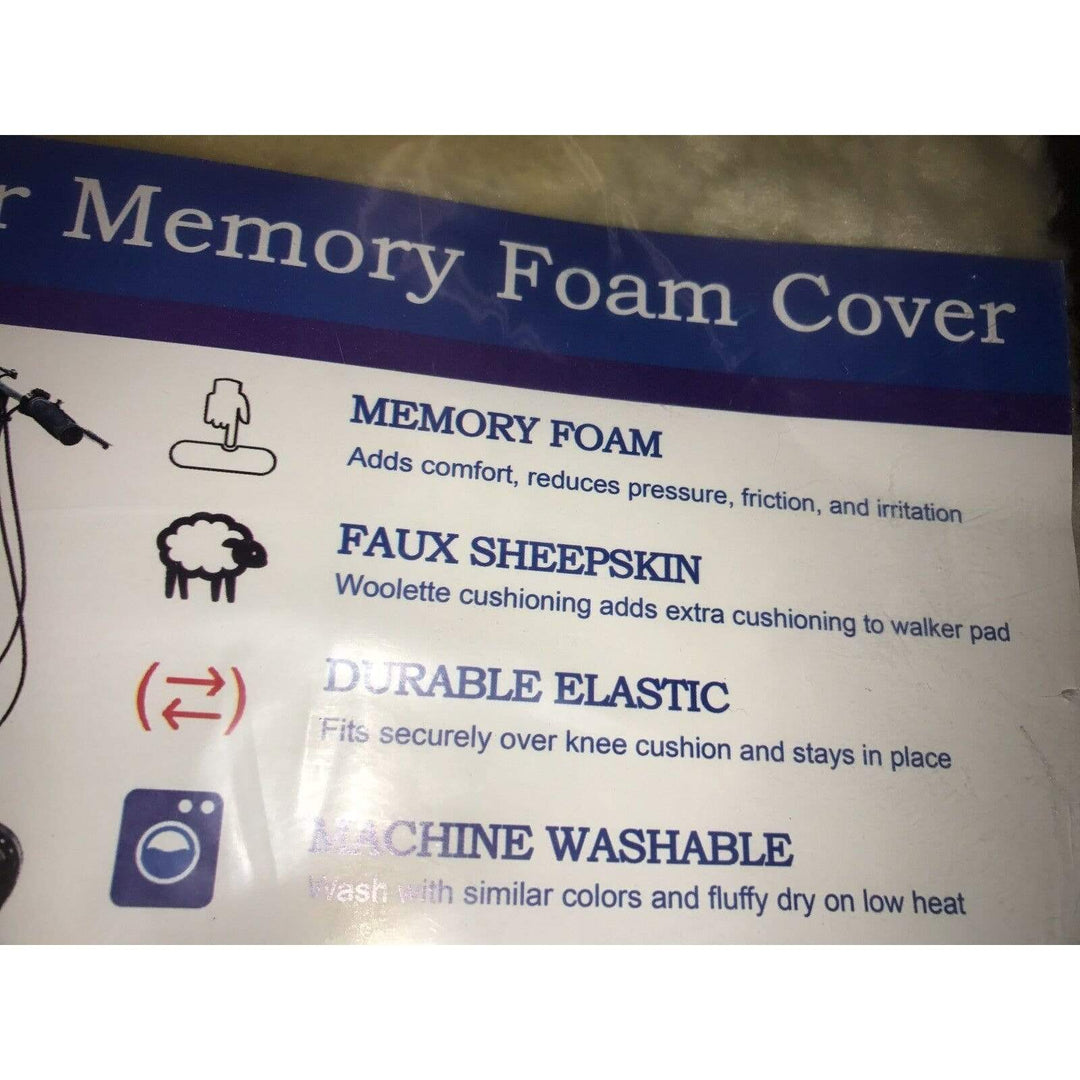 r Memory Foam Cover
MEMORY FOAM
Adds comfort, reduces pressure, friction, and irritation
FAUX SHEEPSKIN
Woolette cushioning adds extra cushioning to walker pad
DURABLE ELASTIC
Fits securely over knee cushion and stays in place
MACHINE WASHABLE
Wash with similar colors and fluffy dry on low heat